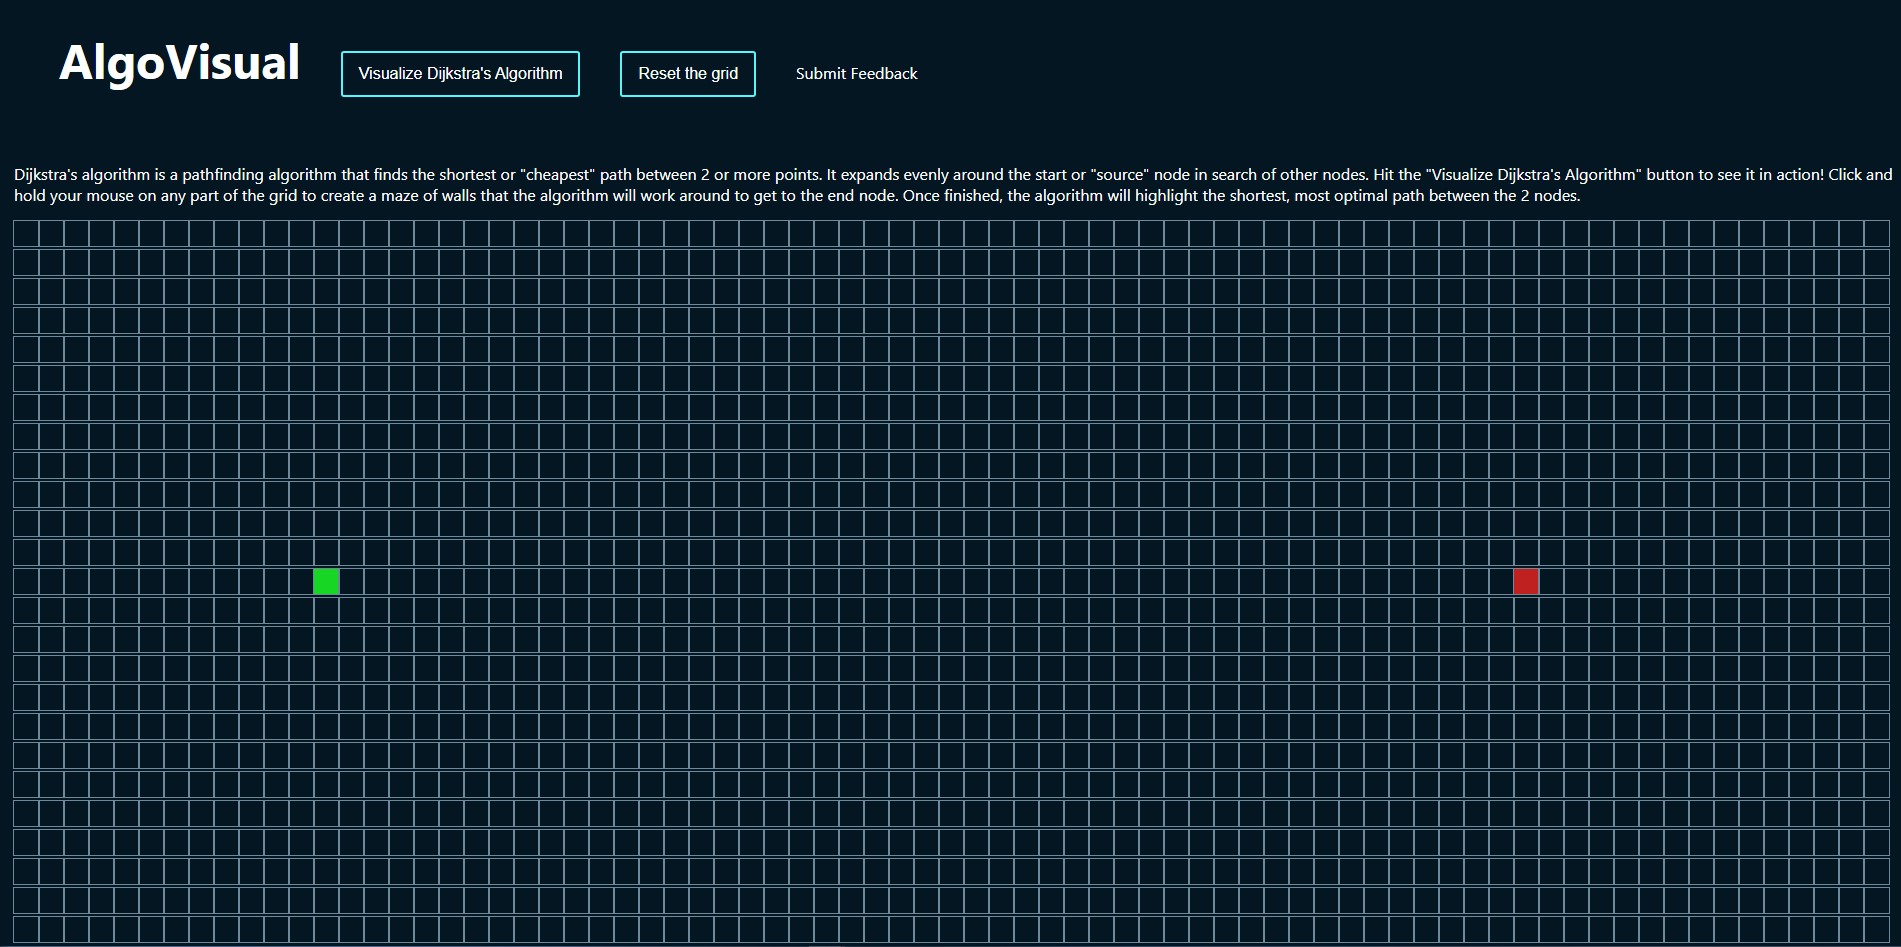 AlgoVisual
Visualize Dijkstra's Algorithm
Reset the grid
Submit Feedback
Dijkstra's algorithm is a pathfinding algorithm that finds the shortest or "cheapest" path between 2 or more points. It expands evenly around the start or "source" node in search of other nodes. Hit the "Visualize Dijkstra's Algorithm" button to see it in action! Click and
hold your mouse on any part of the grid to create a maze of walls that the algorithm will work around to get to the end node. Once finished, the algorithm will highlight the shortest, most optimal path between the 2 nodes.